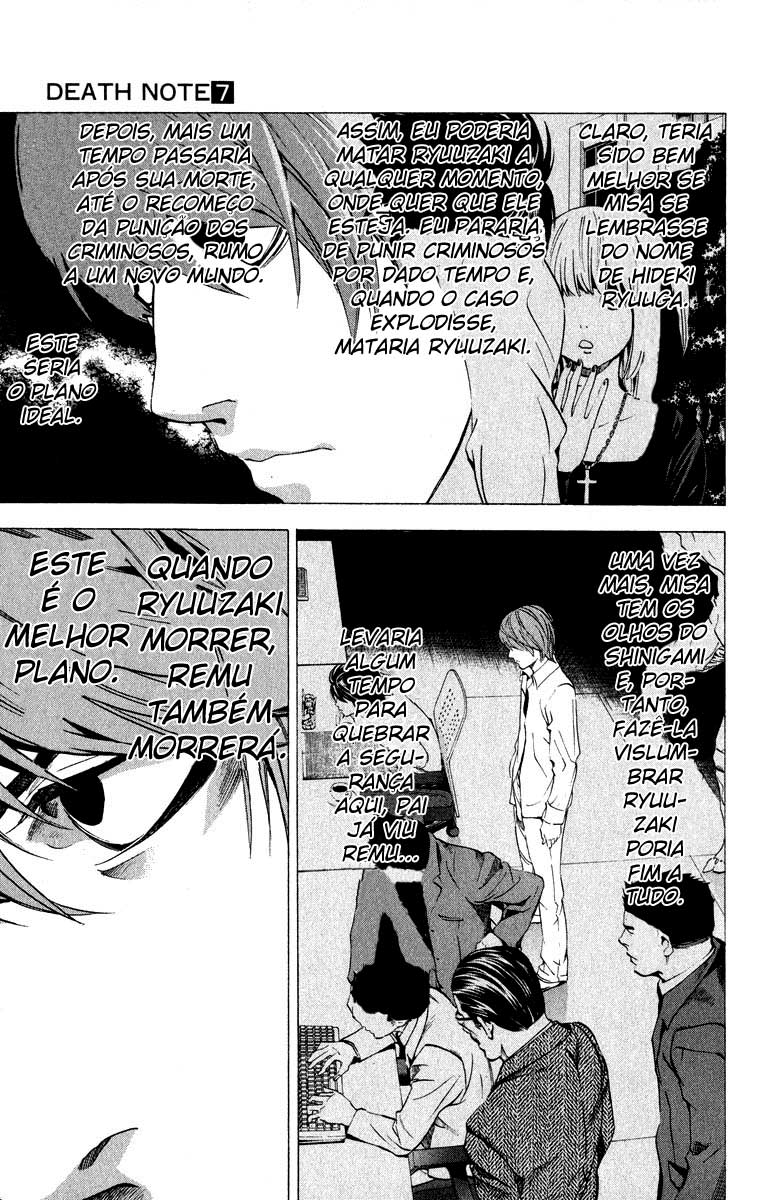 DEATH NOTE 7
CLARO, TERIA
SIDO BEM
MELHOR SE
MISA SE
LEMBRASSE
DO NOME
DE HIDEKI
RYUUGA.
ASSIM, EU PODERIA
MATAR RYUUZAKI A
QUALQUER MOMENTO,
ONDE QUER QUE ELE
ESTEJA. EU PARARIA
DE PUNIR CRIMINOSOS
POR DADO TEMPO E,
QUANDO O CASO
EXPLODISSE,
MATARIA RYUUZAKI.
DEPOIS, MAIS UM
TEMPO PASSARIA
APÓS SUA MORTE,
ATÉ O RECOMEÇO
DA PUNIÇÃO DOS
CRIMINOSOS, RUMO
A UM NOVO MUNDO.
ESTE
SERIA
O PLANO
IDEAL.
UMA VEZ
MAIS, MISA
TEM OS
OLHOS DO
SHINIGAMI
E, POR-
TANTO,
FAZÊ-LA
VISLUM-
BRAR
RYUU-
ZAKI
PORIA
FIM A
TUDO.
LEVARIA
ALGUM
TEMPO
PARA
QUEBRAR
A SEGU-
RANÇA
AQUI, PAI
JÁ VIU
REMU...
QUANDO
RYUUZAKI
MORRER,
REMU
TAMBÉM
MORRERÁ.
ESTE
É O
MELHOR
PLANO.